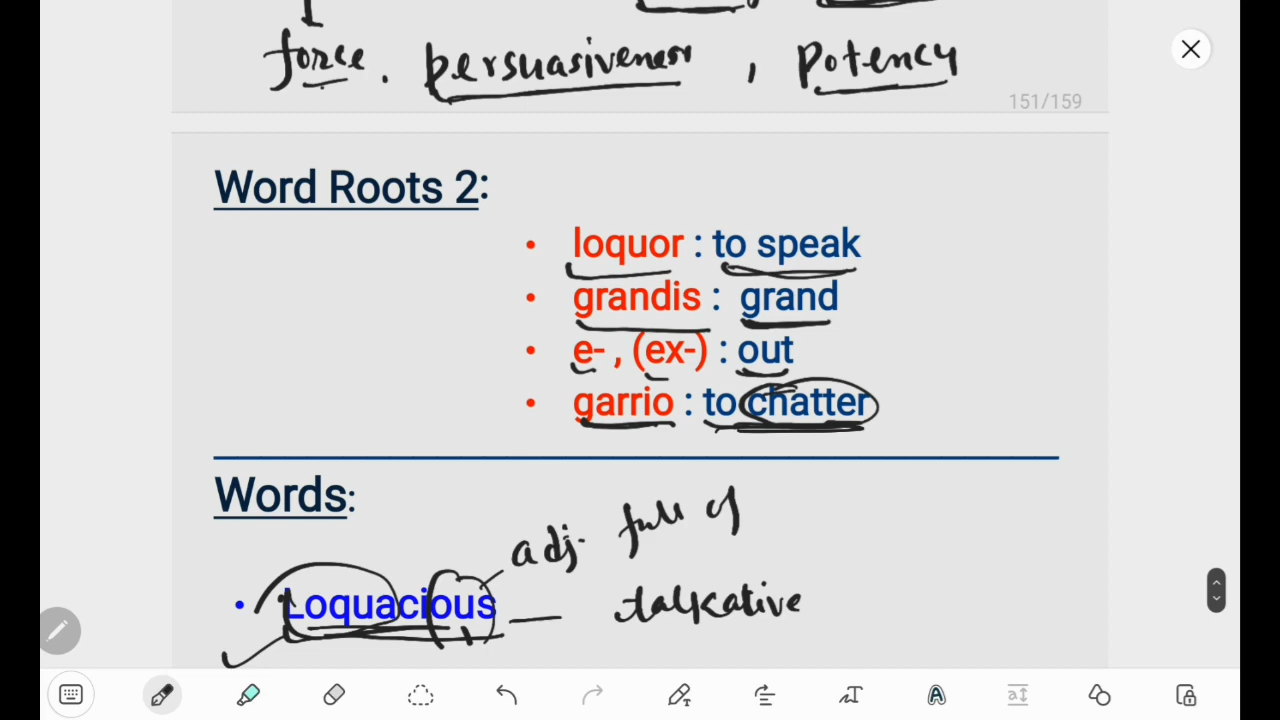 force. persuasiveness, Potency
151/159
Word Roots 2:
• loquor : to speak
• grandis : grand
• e- , (ex-) : out
• garrio : to chatter
Words:
adj. full of
• Loquacious — talkative